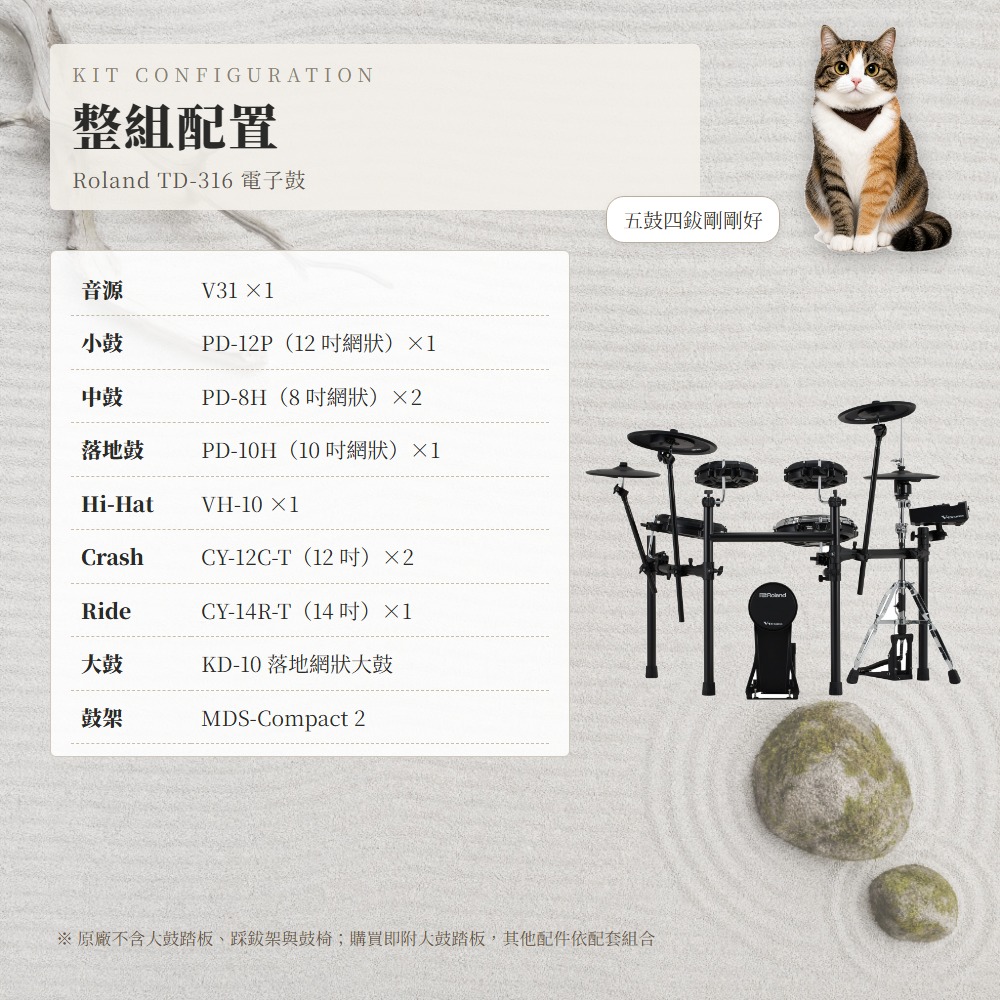 KIT CONFIGURATION
整組配置
Roland TD-316 電子鼓
五鼓四鈸剛剛好
音源 V31 ×1
小鼓 PD-12P（12 吋網狀）×1
中鼓 PD-8H（8 吋網狀）×2
落地鼓 PD-10H（10 吋網狀）×1
Hi-Hat VH-10 ×1
Crash CY-12C-T（12 吋）×2
Ride CY-14R-T（14 吋）×1
大鼓 KD-10 落地網狀大鼓
鼓架 MDS-Compact 2
Roland
※ 原廠不含大鼓踏板、踩鈸架與鼓椅；購買即附大鼓踏板，其他配件依配套組合